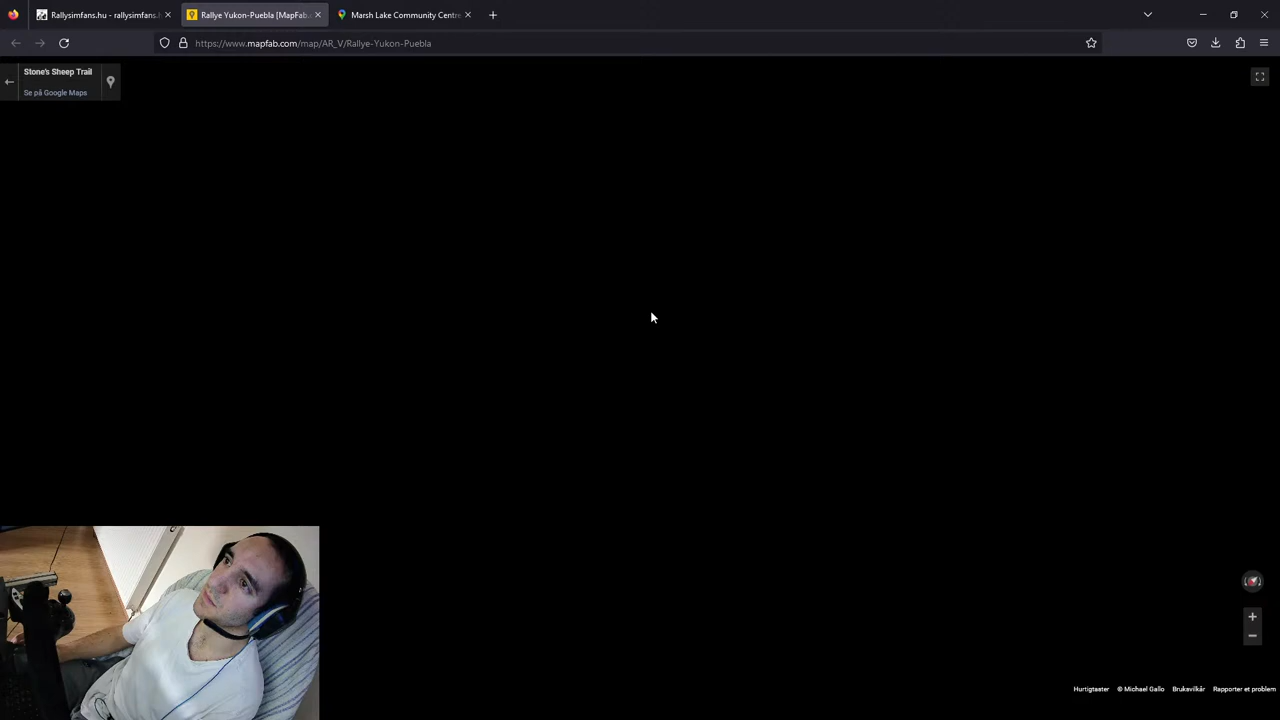 Rallysimfans.hu - rallysimfans.h
Rallye Yukon-Puebla [MapFab.
Marsh Lake Community Centre
https://www.mapfab.com/map/AR_V/Rallye-Yukon-Puebla
Stone's Sheep Trail
Se på Google Maps
Hurtigtaster © Michael Gallo Bruksvilkår Rapporter et problem